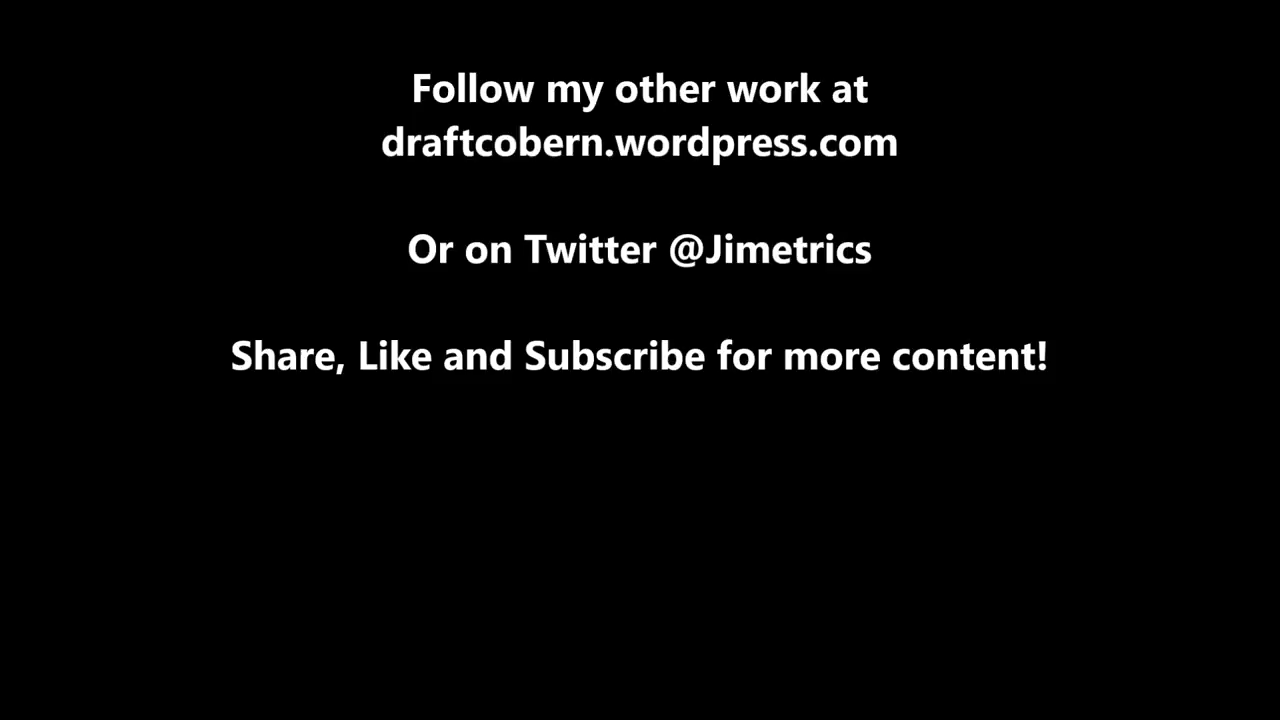 Follow my other work at
draftcobern.wordpress.com
Or on Twitter @Jimetrics
Share, Like and Subscribe for more content!